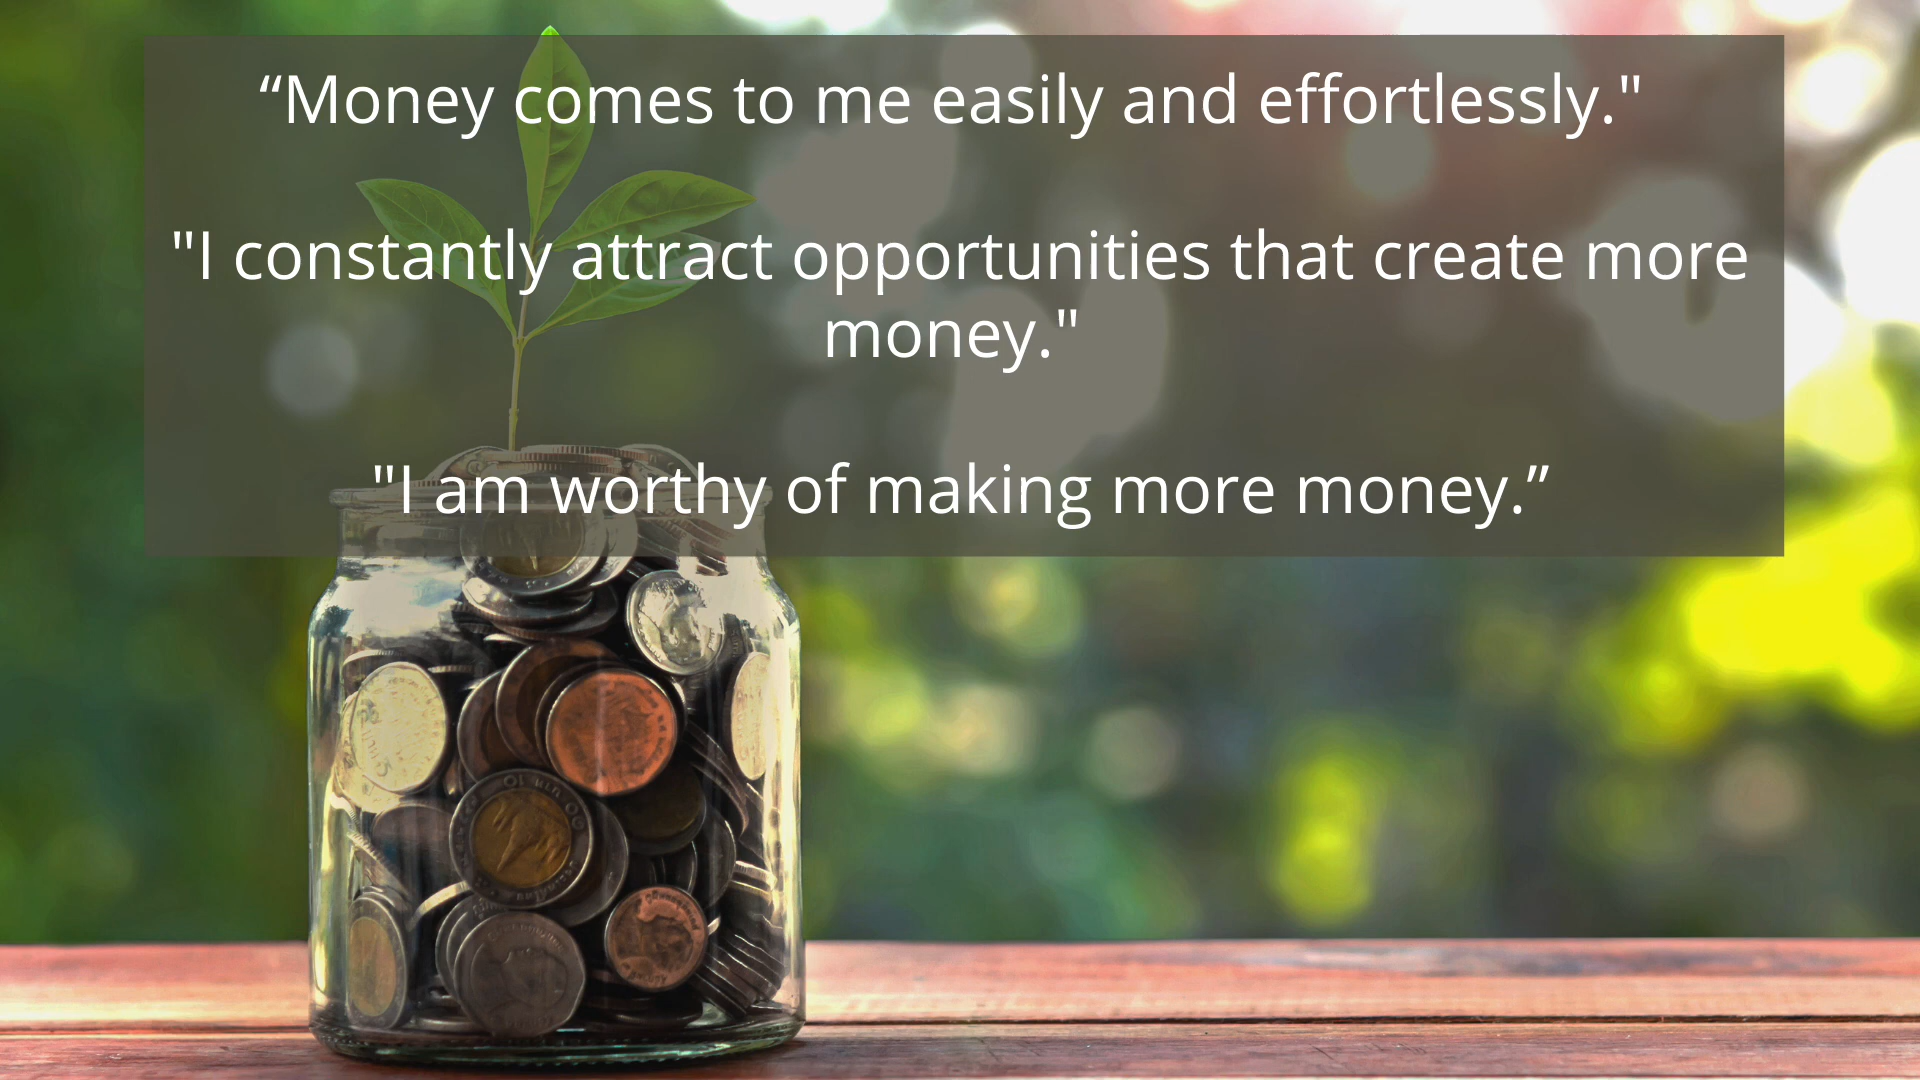 “Money comes to me easily and effortlessly."
"I constantly attract opportunities that create more
money."
"I am worthy of making more money.”